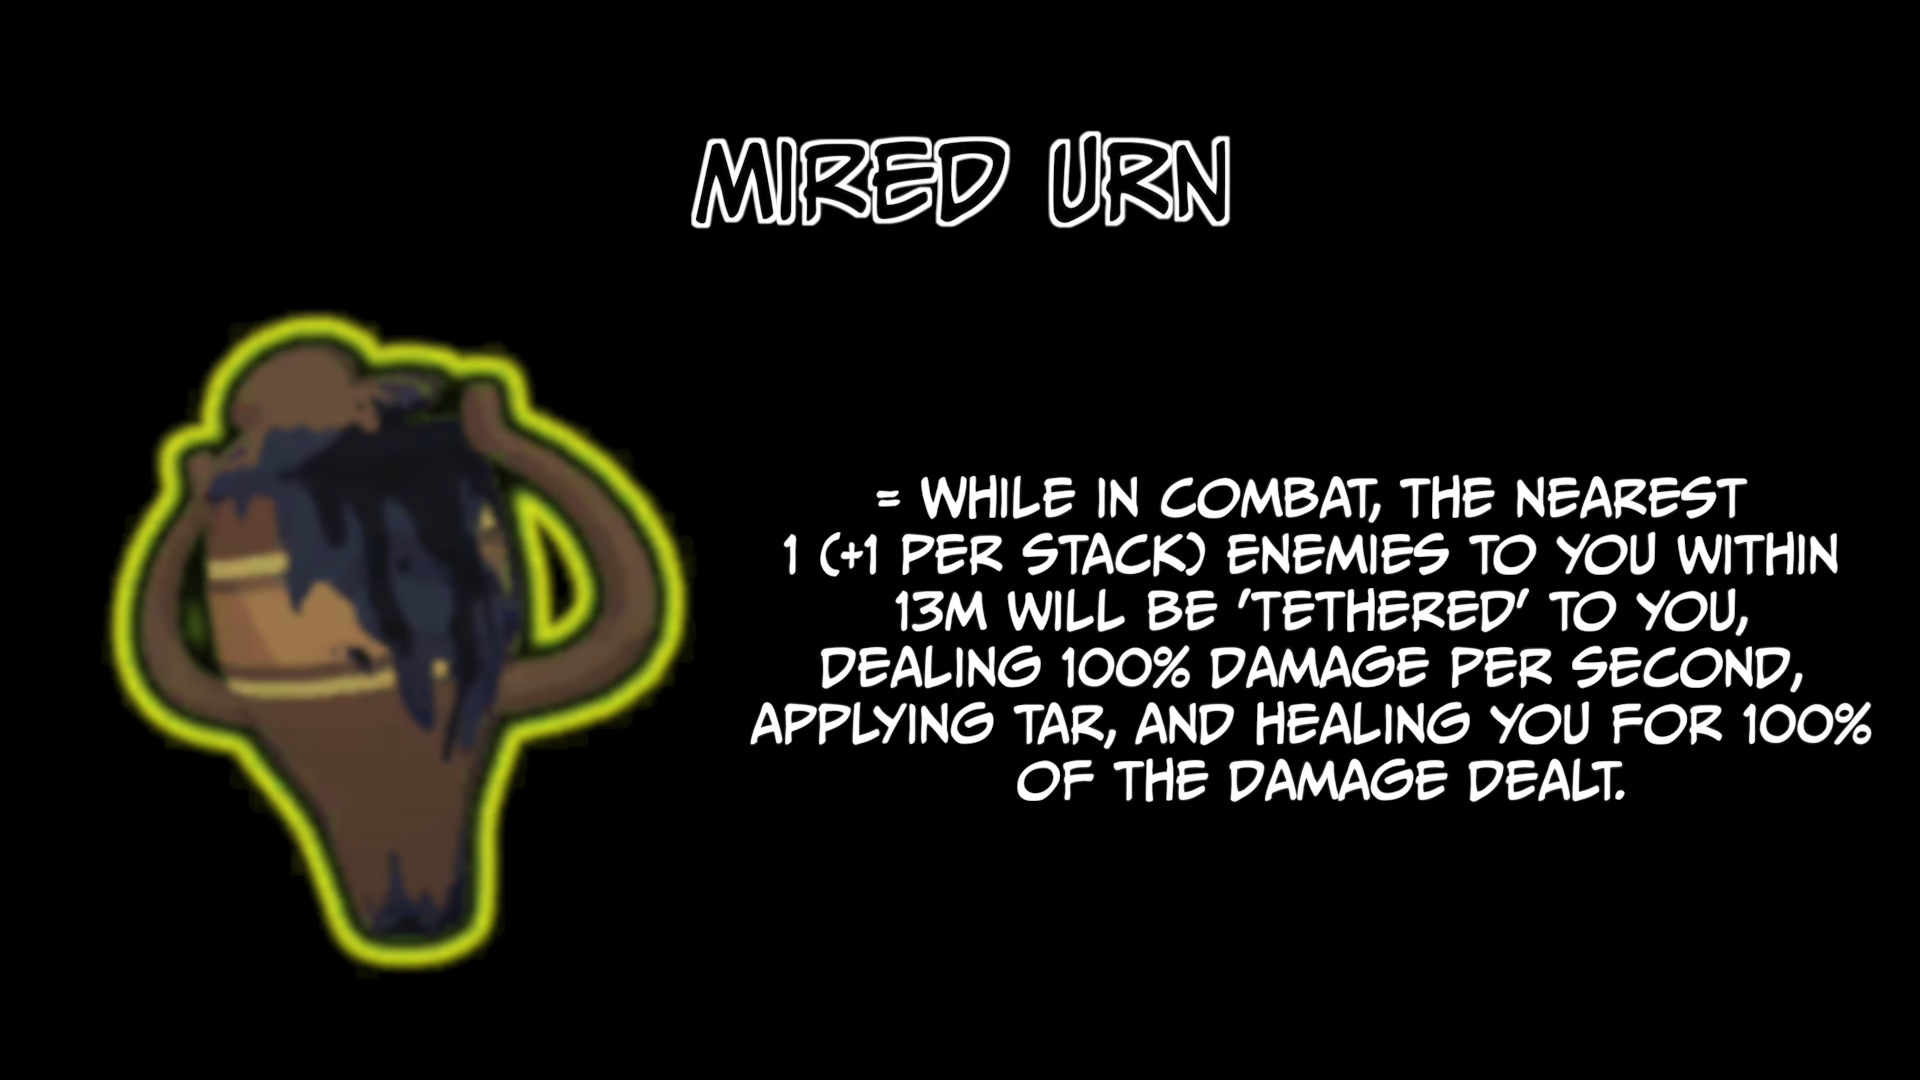 MIRED URN
= WHILE IN COMBAT, THE NEAREST
1 (+1 PER STACK) ENEMIES TO YOU WITHIN
13M WILL BE 'TETHERED' TO YOU,
DEALING 100% DAMAGE PER SECOND,
APPLYING TAR, AND HEALING YOU FOR 100%
OF THE DAMAGE DEALT.